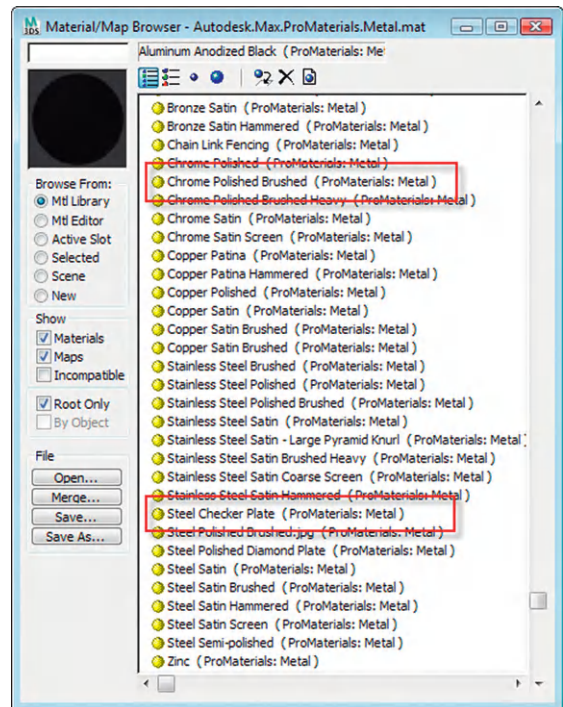 Material/Map Browser - Autodesk.Max.ProMaterials.Metal.mat
Aluminum Anodized Black (ProMaterials: Me
Browse From:
Mtl Library
Mtl Editor
Active Slot
Selected
Scene
New
Show
Materials
Maps
Incompatible
Root Only
By Object
File
Open...
Merge...
Save...
Save As...
Bronze Satin (ProMaterials: Metal )
Bronze Satin Hammered (ProMaterials: Metal )
Chain Link Fencing (ProMaterials: Metal )
Chrome Polished (ProMaterials: Metal )
Chrome Polished Brushed (ProMaterials: Metal )
Chrome Polished Brushed Heavy (ProMaterials: Metal )
Chrome Satin (ProMaterials: Metal )
Chrome Satin Screen (ProMaterials: Metal )
Copper Patina (ProMaterials: Metal )
Copper Patina Hammered (ProMaterials: Metal )
Copper Polished (ProMaterials: Metal )
Copper Satin (ProMaterials: Metal )
Copper Satin Brushed (ProMaterials: Metal )
Copper Satin Brushed (ProMaterials: Metal )
Stainless Steel Brushed (ProMaterials: Metal )
Stainless Steel Polished (ProMaterials: Metal )
Stainless Steel Polished Brushed (ProMaterials: Metal )
Stainless Steel Satin (ProMaterials: Metal )
Stainless Steel Satin - Large Pyramid Knurl (ProMaterials: Metal
Stainless Steel Satin Brushed Heavy (ProMaterials: Metal )
Stainless Steel Satin Coarse Screen (ProMaterials: Metal )
Stainless Steel Satin Hammered (ProMaterials: Metal )
Steel Checker Plate (ProMaterials: Metal )
Steel Polished Brushed.jpg (ProMaterials: Metal )
Steel Polished Diamond Plate (ProMaterials: Metal )
Steel Satin (ProMaterials: Metal )
Steel Satin Brushed (ProMaterials: Metal )
Steel Satin Hammered (ProMaterials: Metal )
Steel Satin Screen (ProMaterials: Metal )
Steel Semi-polished (ProMaterials: Metal )
Zinc (ProMaterials: Metal )